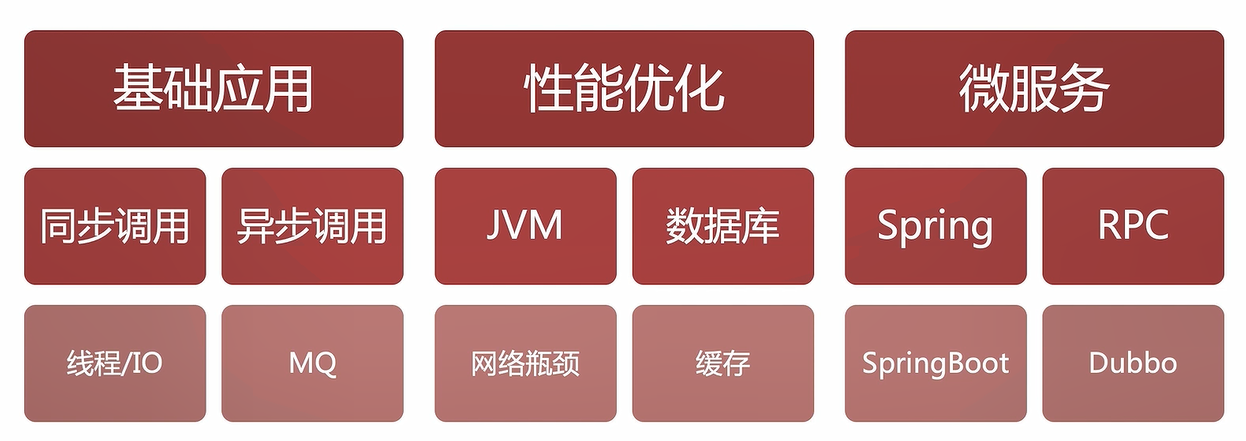 基础应用
性能优化
微服务
同步调用
异步调用
JVM
数据库
Spring
RPC
线程/IO
MQ
网络瓶颈
缓存
SpringBoot
Dubbo